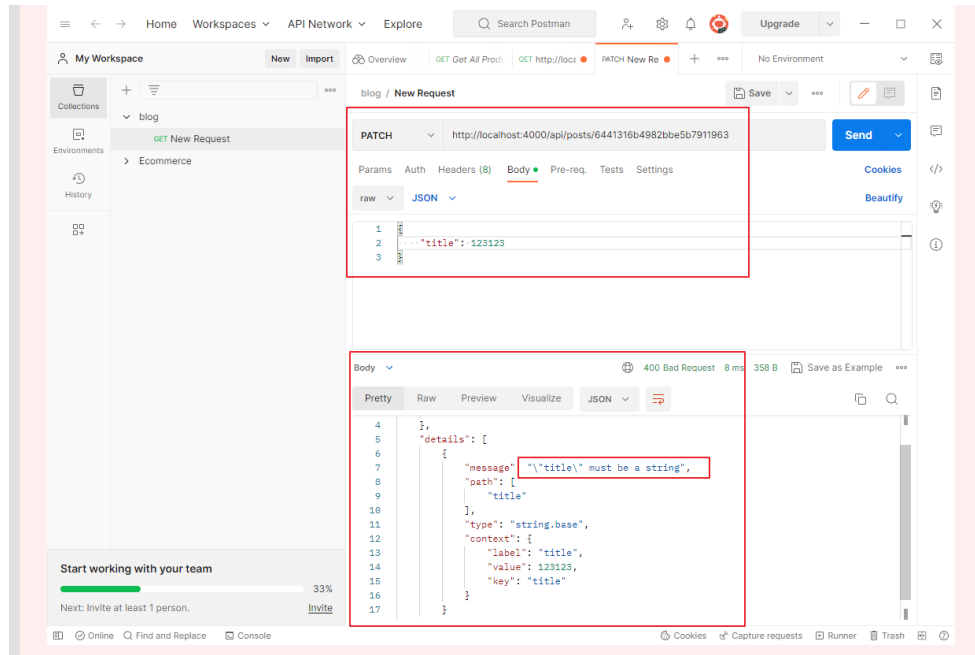 Home Workspaces API Network Explore Search Postman Upgrade
My Workspace New Import
Overview GET Get All Prod GET http://loca PATCH New Re No Environment
Collections
Environments
History
blog
GET New Request
Ecommerce
blog / New Request Save
PATCH http://localhost:4000/api/posts/6441316b4982bbe5b7911963 Send
Params Auth Headers (8) Body Pre-req. Tests Settings Cookies
raw JSON Beautify
1 {
2 "title": 123123
3 }
Body 400 Bad Request 8 ms 358 B Save as Example
Pretty Raw Preview Visualize JSON
4 },
5 "details": [
6 {
7 "message" "\"title\" must be a string",
8 "path": [
9 "title"
10 ],
11 "type": "string.base",
12 "context": {
13 "label": "title",
14 "value": 123123,
15 "key": "title"
16 }
17 }
Start working with your team
33%
Next: Invite at least 1 person. Invite
Online Find and Replace Console Cookies Capture requests Runner Trash